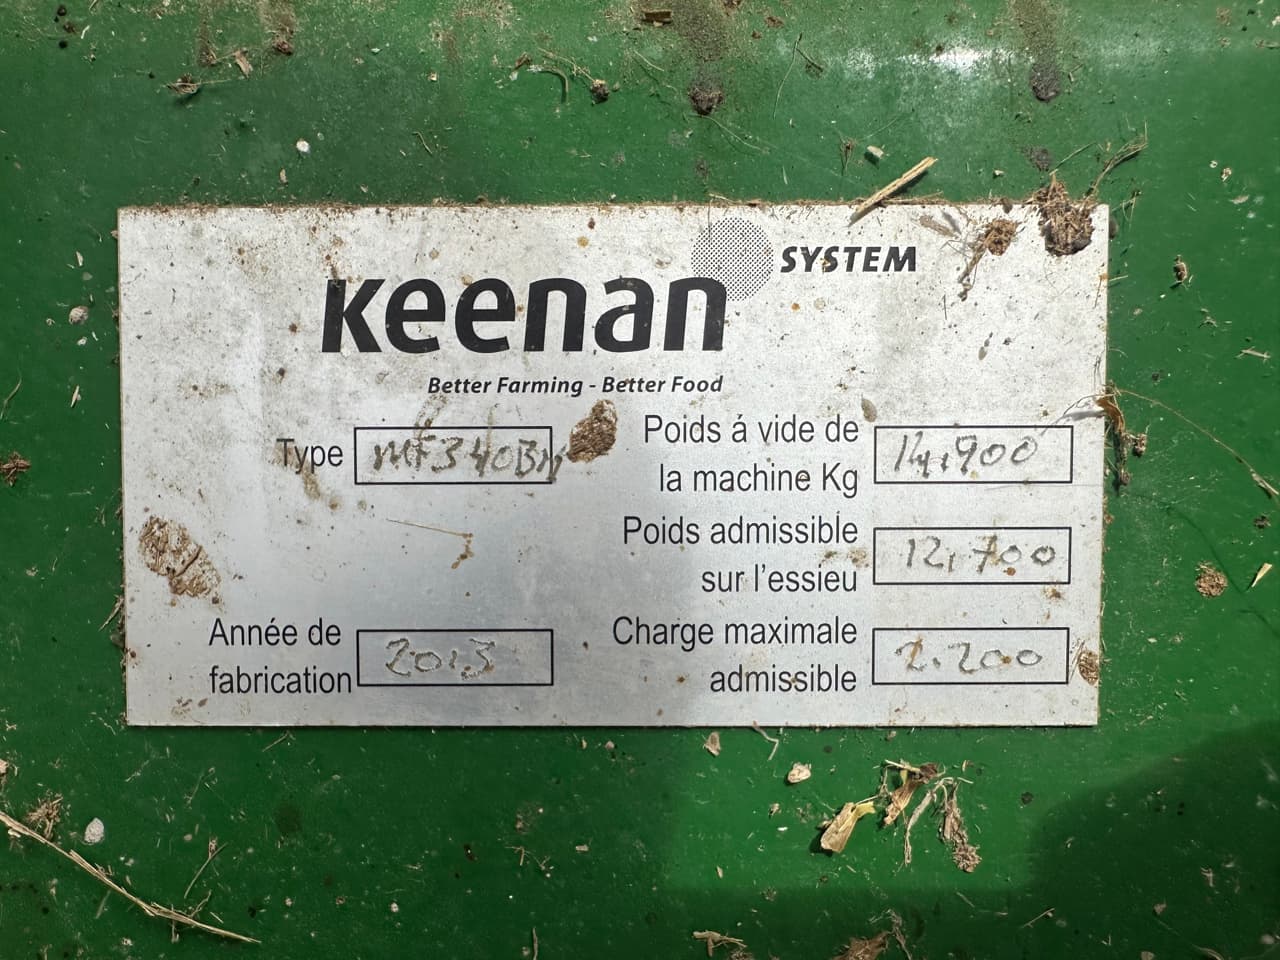 keenan SYSTEM
Better Farming - Better Food
Type MF340BM
Poids á vide de
la machine Kg 14,900
Poids admissible
sur l'essieu 12,700
Année de
fabrication 2013
Charge maximale
admissible 2.200